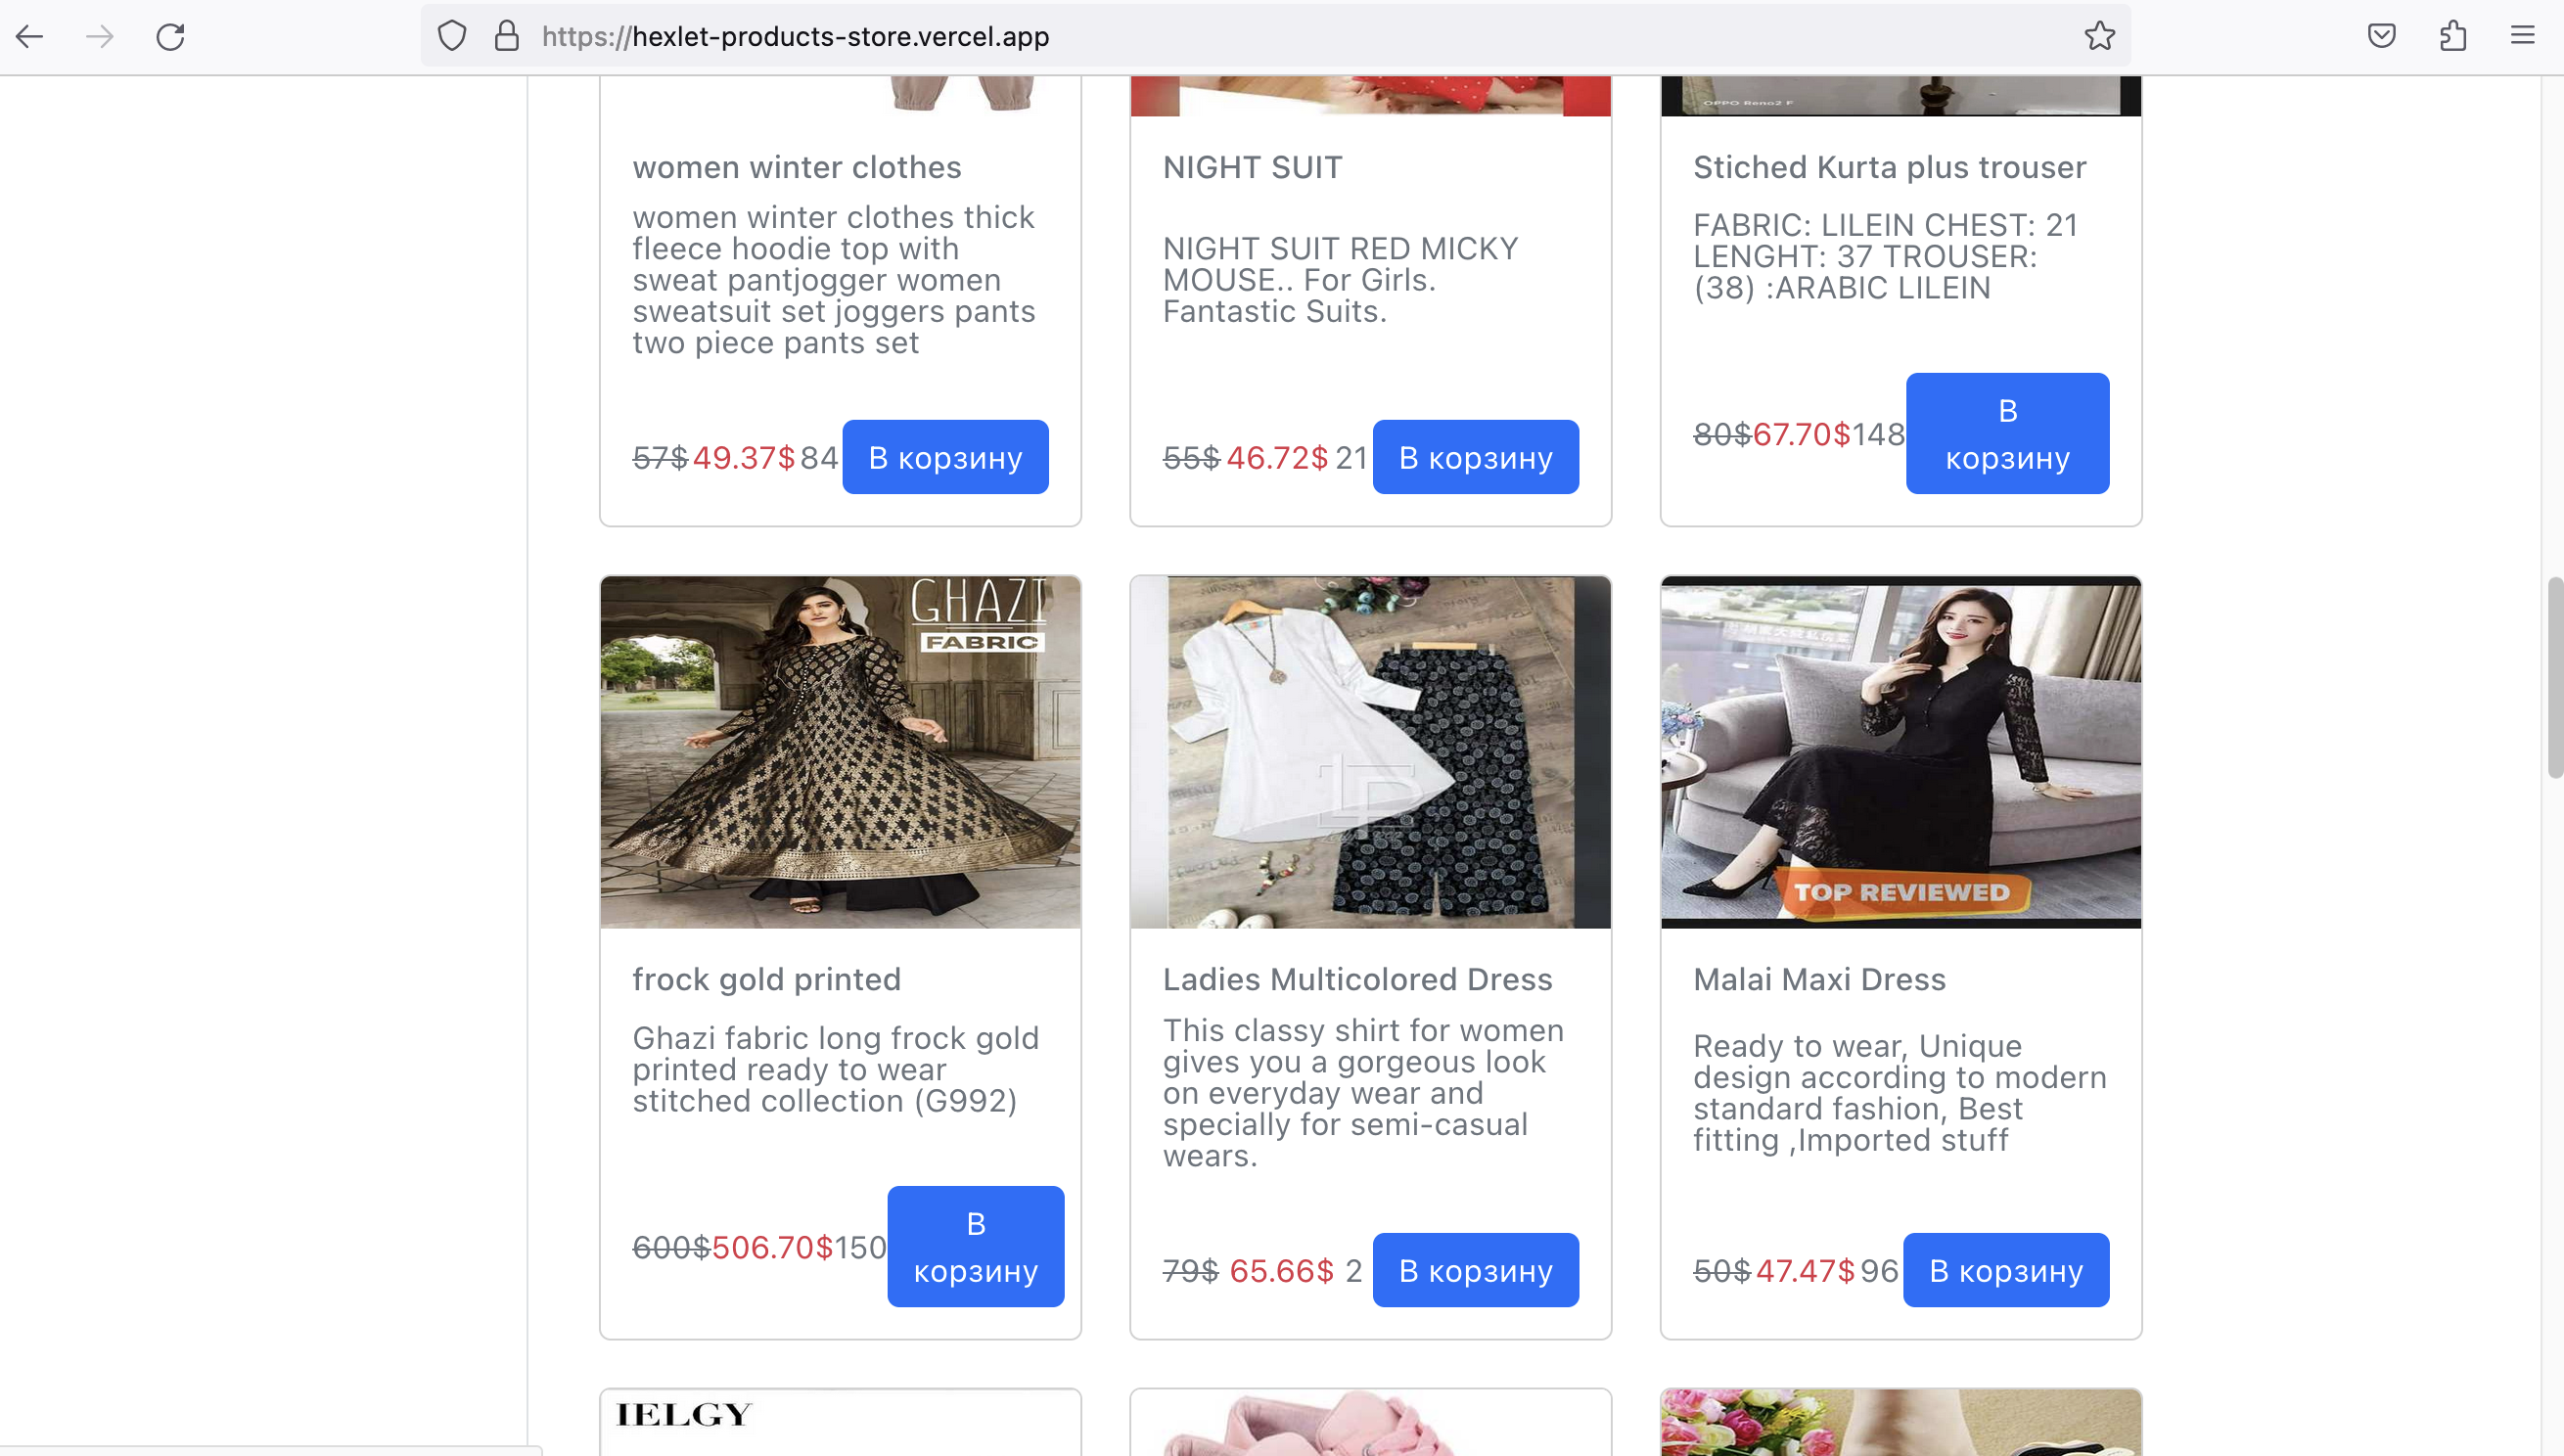 https://hexlet-products-store.vercel.app
OPPO Reno2 F
women winter clothes
women winter clothes thick
fleece hoodie top with
sweat pantjogger women
sweatsuit set joggers pants
two piece pants set
57$ 49.37$ 84 В корзину
NIGHT SUIT
NIGHT SUIT RED MICKY
MOUSE.. For Girls.
Fantastic Suits.
55$ 46.72$ 21 В корзину
Stiched Kurta plus trouser
FABRIC: LILEIN CHEST: 21
LENGHT: 37 TROUSER:
(38) :ARABIC LILEIN
80$ 67.70$ 148 В
корзину
GHAZI
FABRIC
frock gold printed
Ghazi fabric long frock gold
printed ready to wear
stitched collection (G992)
600$ 506.70$ 150 В
корзину
LP
Ladies Multicolored Dress
This classy shirt for women
gives you a gorgeous look
on everyday wear and
specially for semi-casual
wears.
79$ 65.66$ 2 В корзину
TOP REVIEWED
Malai Maxi Dress
Ready to wear, Unique
design according to modern
standard fashion, Best
fitting ,Imported stuff
50$ 47.47$ 96 В корзину
IELGY